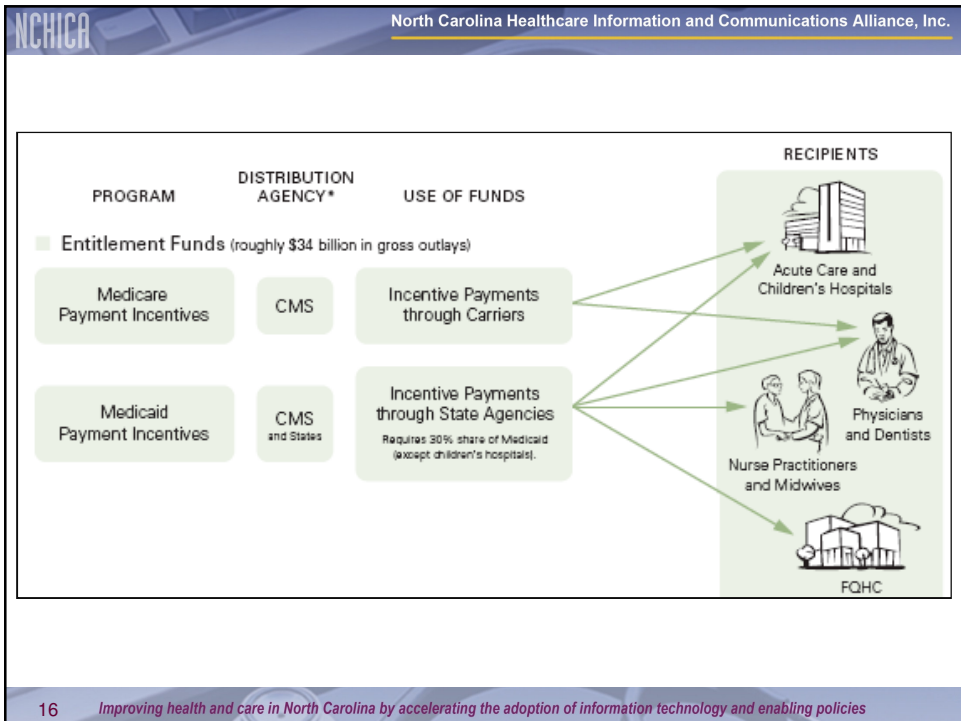 NCHICA
North Carolina Healthcare Information and Communications Alliance, Inc.
RECIPIENTS
PROGRAM
DISTRIBUTION
AGENCY*
USE OF FUNDS
Entitlement Funds (roughly $34 billion in gross outlays)
Medicare
Payment Incentives
CMS
Incentive Payments
through Carriers
Acute Care and
Children's Hospitals
Medicaid
Payment Incentives
CMS
and States
Incentive Payments
through State Agencies
Requires 30% share of Medicaid
(except children's hospitals).
Physicians
and Dentists
Nurse Practitioners
and Midwives
FQHC
16
Improving health and care in North Carolina by accelerating the adoption of information technology and enabling policies